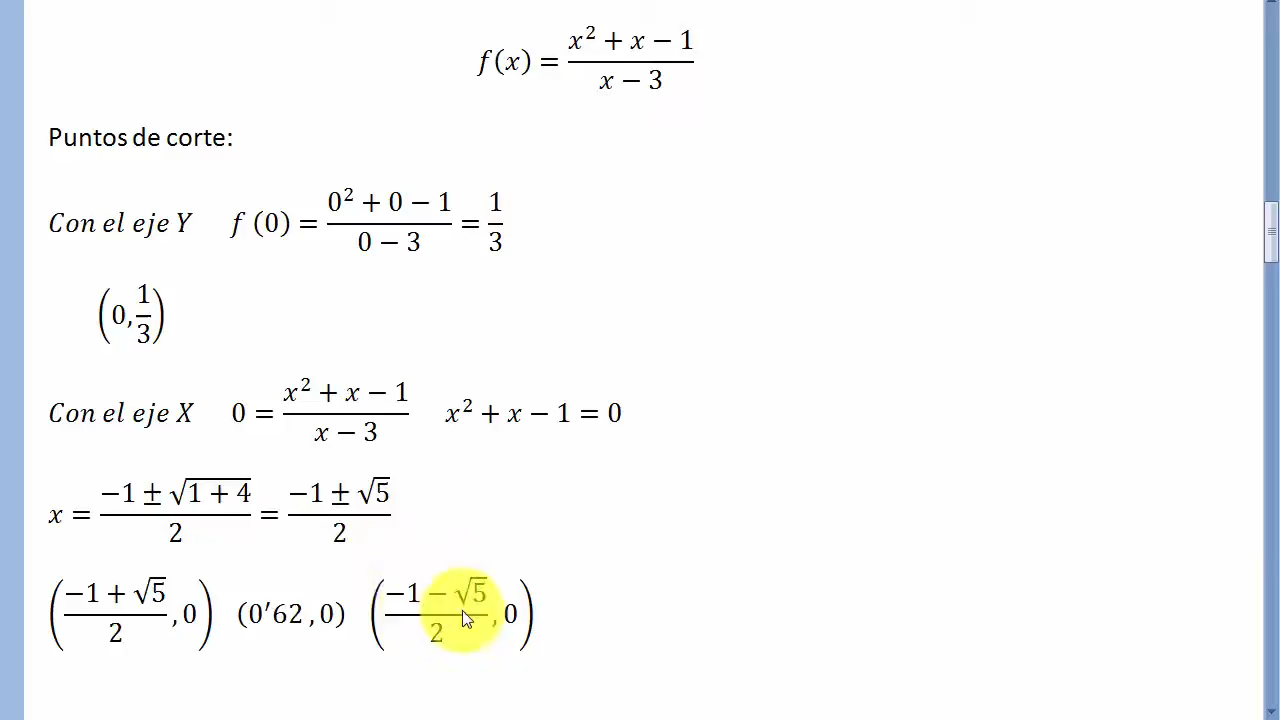 f(x) = (x² + x − 1)/(x − 3)
Puntos de corte:
Con el eje Y f (0) = (0² + 0 − 1)/(0 − 3) = 1/3
(0, 1/3)
Con el eje X 0 = (x² + x − 1)/(x − 3) x² + x − 1 = 0
x = (−1 ± √(1 + 4))/2 = (−1 ± √5)/2
((−1 + √5)/2 , 0) (0′62 , 0) ((−1 − √5)/2 , 0)